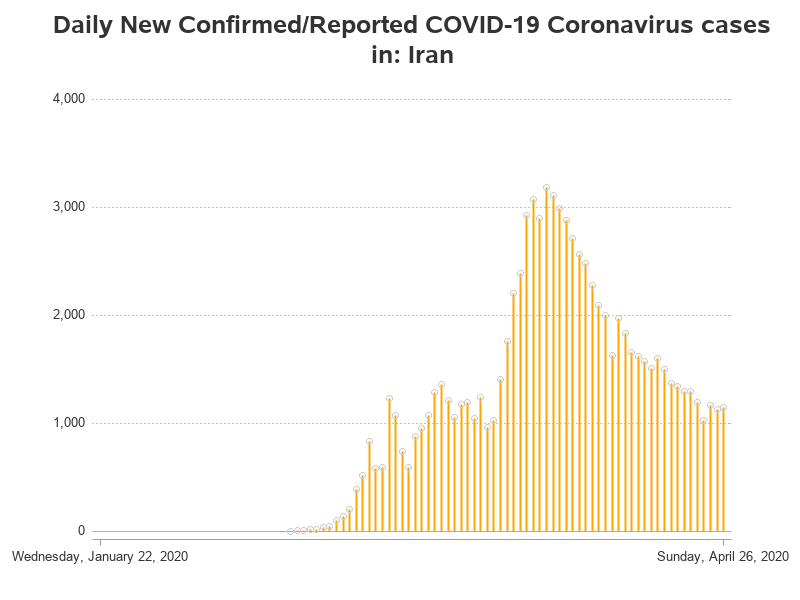 Daily New Confirmed/Reported COVID-19 Coronavirus cases
in: Iran
4,000
3,000
2,000
1,000
0
Wednesday, January 22, 2020
Sunday, April 26, 2020